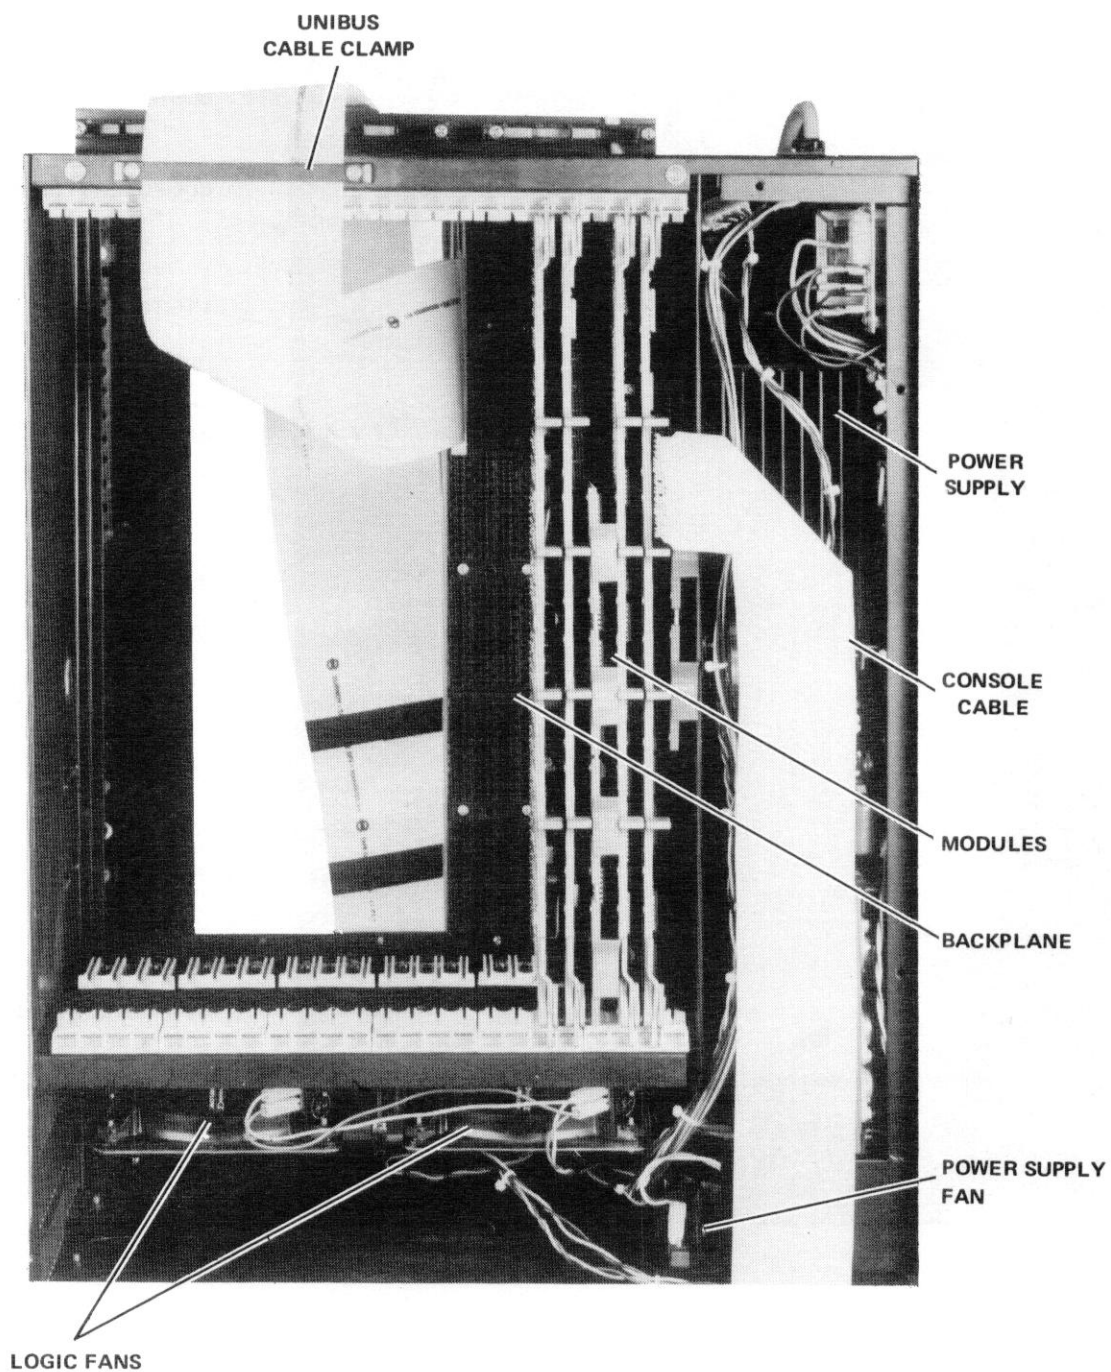 UNIBUS
CABLE CLAMP
POWER
SUPPLY
CONSOLE
CABLE
MODULES
BACKPLANE
POWER SUPPLY
FAN
LOGIC FANS